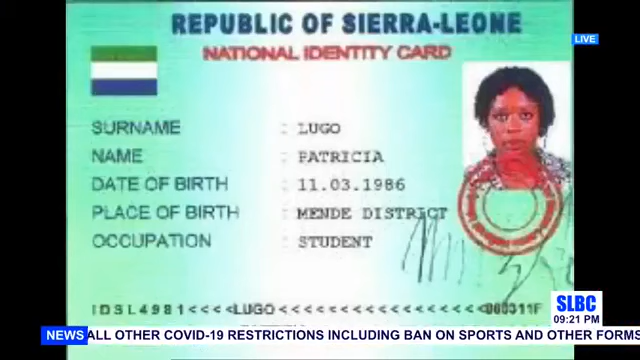 REPUBLIC OF SIERRA-LEONE
NATIONAL IDENTITY CARD
LIVE
SURNAME : LUGO
NAME : PATRICIA
DATE OF BIRTH : 11.03.1986
PLACE OF BIRTH : MENDE DISTRICT
OCCUPATION : STUDENT
IDSL4981<<<<LUGO<<<<<<<<<<<<<<<<<<
SLBC
09:21 PM
NEWS ALL OTHER COVID-19 RESTRICTIONS INCLUDING BAN ON SPORTS AND OTHER FORMS